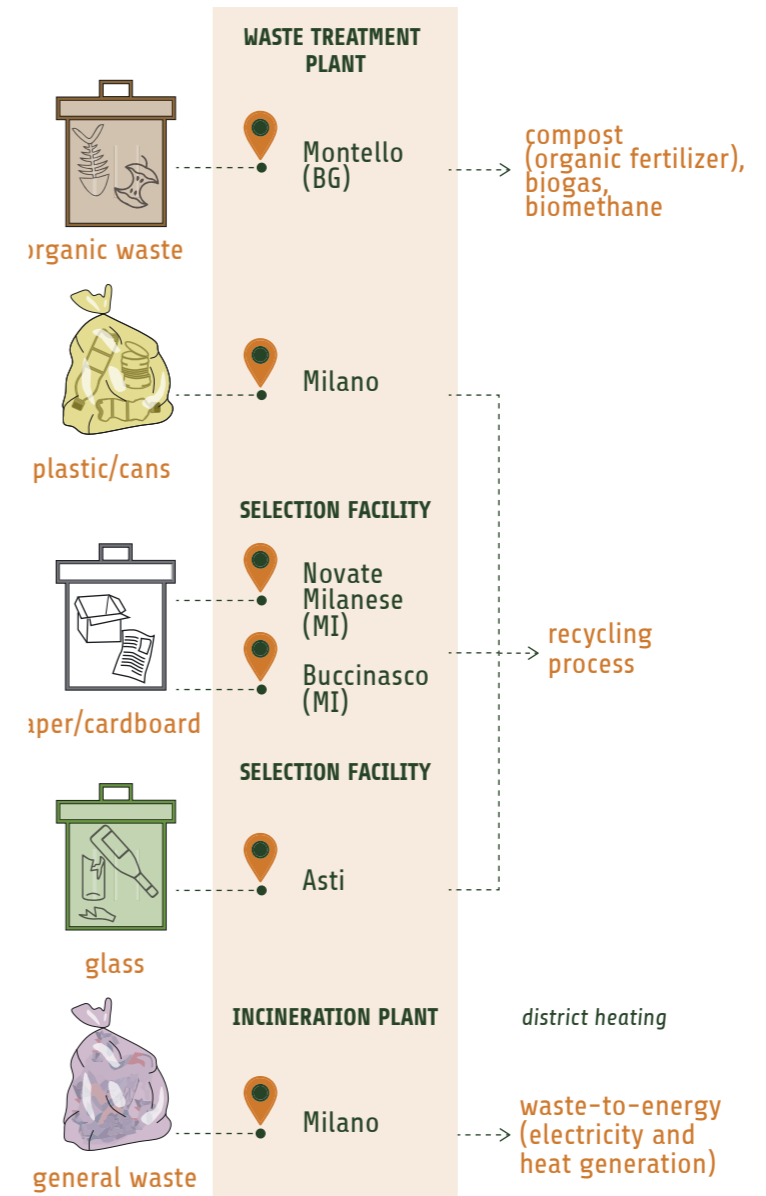 WASTE TREATMENT
PLANT
Montello
(BG)
compost
(organic fertilizer),
biogas,
biomethane
organic waste
Milano
plastic/cans
SELECTION FACILITY
Novate
Milanese
(MI)
Buccinasco
(MI)
recycling
process
aper/cardboard
SELECTION FACILITY
Asti
glass
INCINERATION PLANT
district heating
Milano
waste-to-energy
(electricity and
heat generation)
general waste